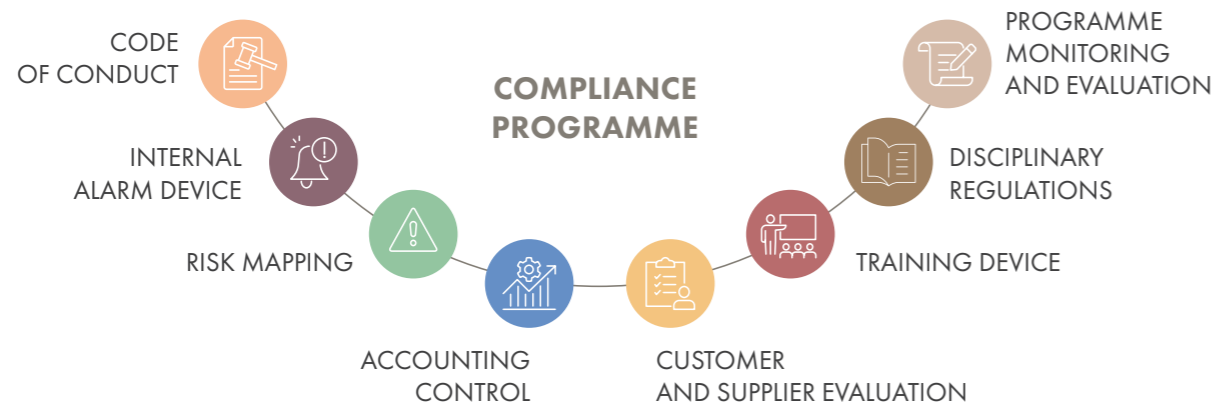 COMPLIANCE
PROGRAMME
CODE
OF CONDUCT
INTERNAL
ALARM DEVICE
RISK MAPPING
ACCOUNTING
CONTROL
CUSTOMER
AND SUPPLIER EVALUATION
TRAINING DEVICE
DISCIPLINARY
REGULATIONS
PROGRAMME
MONITORING
AND EVALUATION